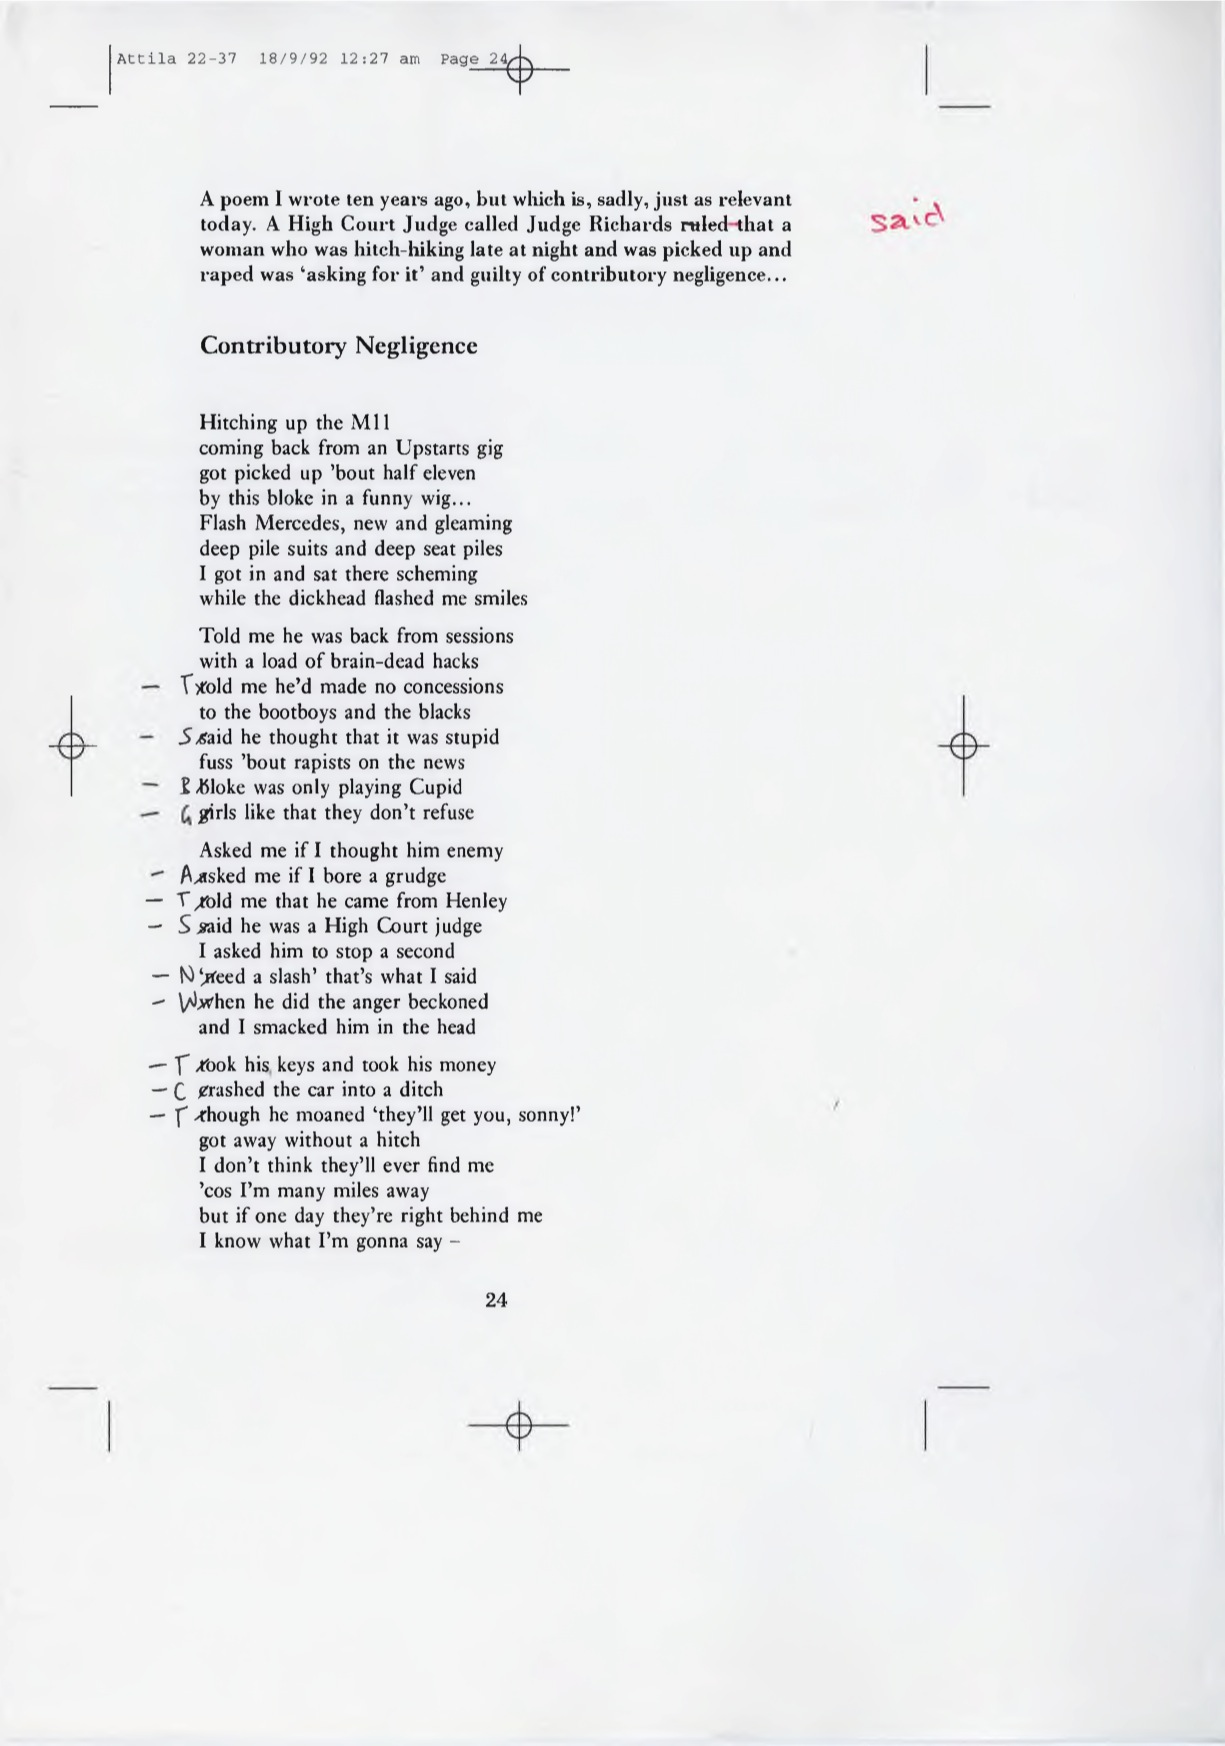 Attila 22-37 18/9/92 12:27 am Page 24
A poem I wrote ten years ago, but which is, sadly, just as relevant
today. A High Court Judge called Judge Richards ruled that a said
woman who was hitch-hiking late at night and was picked up and
raped was ‘asking for it’ and guilty of contributory negligence...
Contributory Negligence
Hitching up the M11
coming back from an Upstarts gig
got picked up ’bout half eleven
by this bloke in a funny wig...
Flash Mercedes, new and gleaming
deep pile suits and deep seat piles
I got in and sat there scheming
while the dickhead flashed me smiles
Told me he was back from sessions
with a load of brain-dead hacks
– T told me he’d made no concessions
to the bootboys and the blacks
– S said he thought that it was stupid
fuss ’bout rapists on the news
– B bloke was only playing Cupid
– G girls like that they don’t refuse
Asked me if I thought him enemy
– A asked me if I bore a grudge
– T told me that he came from Henley
– S said he was a High Court judge
I asked him to stop a second
– N ‘need a slash’ that’s what I said
– W when he did the anger beckoned
and I smacked him in the head
– T took his keys and took his money
– C crashed the car into a ditch
– T though he moaned ‘they’ll get you, sonny!’
got away without a hitch
I don’t think they’ll ever find me
’cos I’m many miles away
but if one day they’re right behind me
I know what I’m gonna say –
24